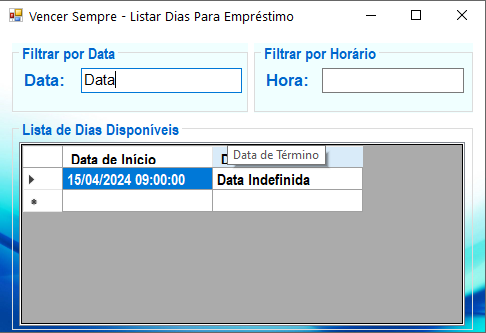 Vencer Sempre - Listar Dias Para Empréstimo
Filtrar por Data
Filtrar por Horário
Data: Data
Hora:
Lista de Dias Disponíveis
Data de Início
Data de Término
15/04/2024 09:00:00 Data Indefinida